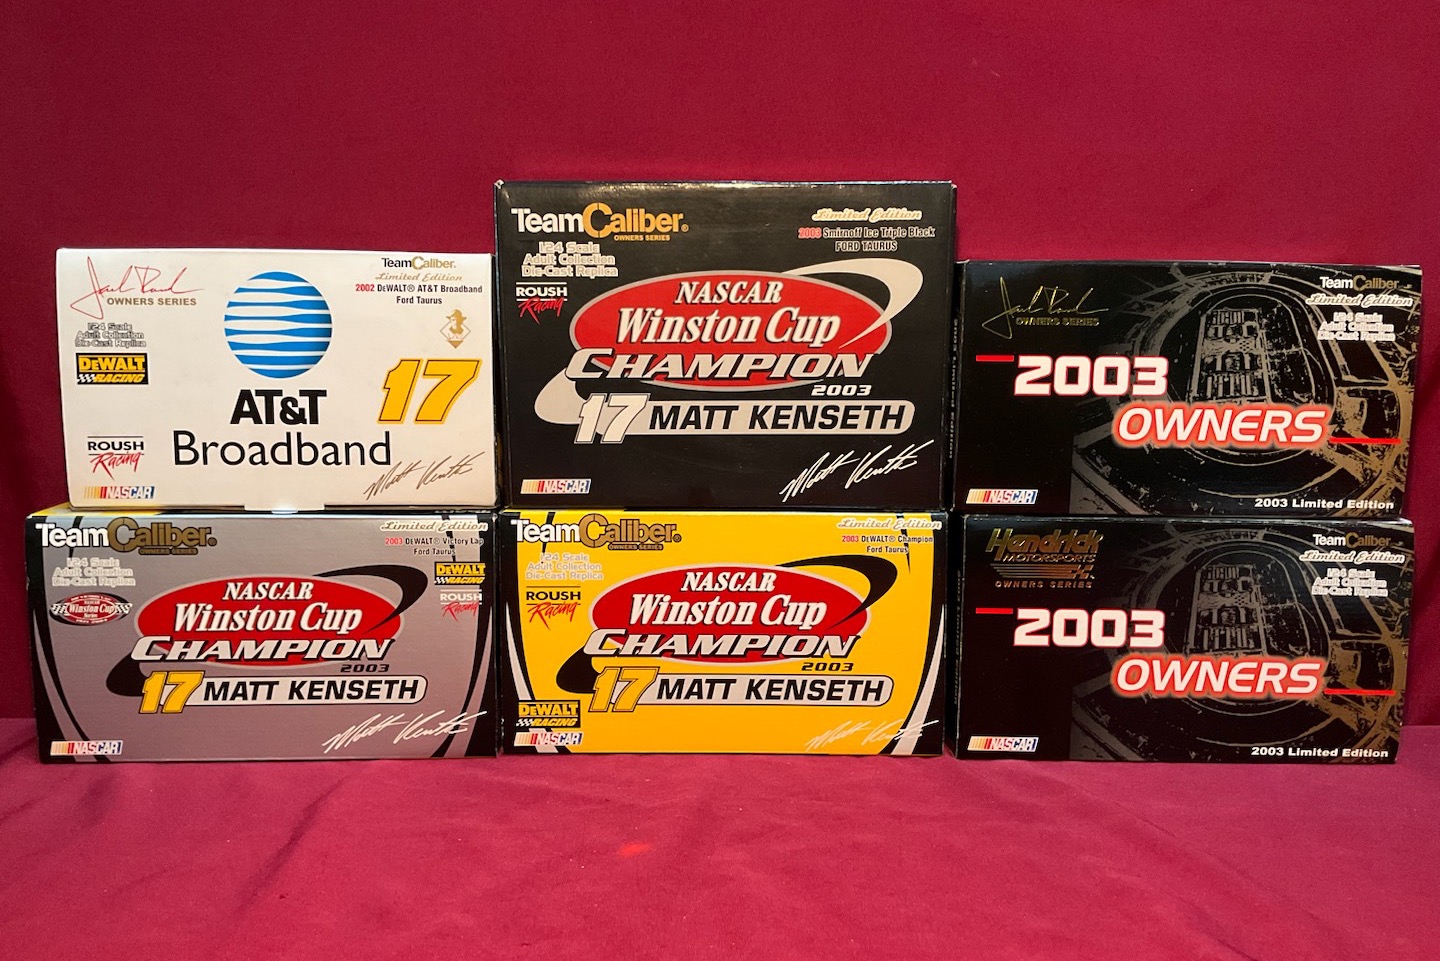 Jack Roush
OWNERS SERIES
1:24 Scale
Adult Collection
Die-Cast Replica
DEWALT
RACING
ROUSH
Racing
NASCAR
AT&T
Broadband
TeamCaliber.
Limited Edition
2002 DEWALT® AT&T Broadband
Ford Taurus
17
Matt Kenseth
TeamCaliber®
OWNERS SERIES
1:24 Scale
Adult Collection
Die-Cast Replica
ROUSH
Racing
Limited Edition
2003 Smirnoff Ice Triple Black
FORD TAURUS
NASCAR
Winston Cup
CHAMPION
2003
17 MATT KENSETH
Matt Kenseth
NASCAR
Jack Roush
OWNERS SERIES
TeamCaliber.
Limited Edition
1:24 Scale
Adult Collection
Die-Cast Replica
2003
OWNERS
NASCAR
2003 Limited Edition
TeamCaliber®
OWNERS SERIES
1:24 Scale
Adult Collection
Die-Cast Replica
NASCAR
Winston Cup
Series
Limited Edition
2003 DEWALT® Victory Lap
Ford Taurus
DEWALT
RACING
ROUSH
Racing
NASCAR
Winston Cup
CHAMPION
2003
17 MATT KENSETH
Matt Kenseth
NASCAR
TeamCaliber®
OWNERS SERIES
1:24 Scale
Adult Collection
Die-Cast Replica
ROUSH
Racing
Limited Edition
2003 DEWALT® Champion
Ford Taurus
NASCAR
Winston Cup
CHAMPION
2003
17 MATT KENSETH
DEWALT
RACING
NASCAR
Matt Kenseth
Hendrick
MOTORSPORTS
OWNERS SERIES
TeamCaliber.
Limited Edition
1:24 Scale
Adult Collection
Die-Cast Replica
2003
OWNERS
NASCAR
2003 Limited Edition